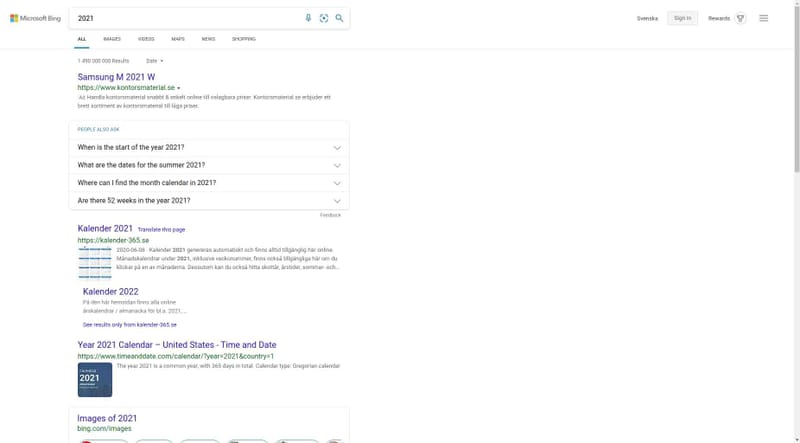 Microsoft Bing
2021
Svenska
Sign in
Rewards
ALL IMAGES VIDEOS MAPS NEWS SHOPPING
1 490 000 000 Results Date
Samsung M 2021 W
https://www.kontorsmaterial.se
Ad Handla kontorsmaterial snabbt & enkelt online till oslagbara priser. Kontorsmaterial.se erbjuder ett
brett sortiment av kontorsmaterial till låga priser.
PEOPLE ALSO ASK
When is the start of the year 2021?
What are the dates for the summer 2021?
Where can I find the month calendar in 2021?
Are there 52 weeks in the year 2021?
Feedback
Kalender 2021 Translate this page
https://kalender-365.se
2020-06-08 · Kalender 2021 genereras automatiskt och finns alltid tillgänglig här online.
Månadskalendrar under 2021, inklusive veckonummer, finns också tillgängliga här om du
klickar på en av månaderna. Dessutom kan du också hitta skottår, årstider, sommar- och...
Kalender 2022
På den här hemsidan finns alla online
årskalendrar / almanacka för bl.a. 2021, ...
See results only from kalender-365.se
Year 2021 Calendar – United States - Time and Date
https://www.timeanddate.com/calendar/?year=2021&country=1
2021
The year 2021 is a common year, with 365 days in total. Calendar type: Gregorian calendar
Images of 2021
bing.com/images